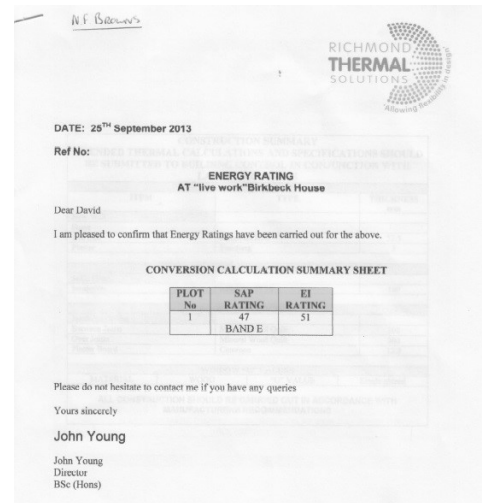 N.F BROWNS
RICHMOND
THERMAL
SOLUTIONS
'Allowing flexibility in design'
DATE: 25TH September 2013
Ref No:
ENERGY RATING
AT "live work"Birkbeck House
Dear David
I am pleased to confirm that Energy Ratings have been carried out for the above.
CONVERSION CALCULATION SUMMARY SHEET
PLOT No SAP RATING EI RATING
1 47 BAND E 51
Please do not hesitate to contact me if you have any queries
Yours sincerely
John Young
John Young
Director
BSc (Hons)